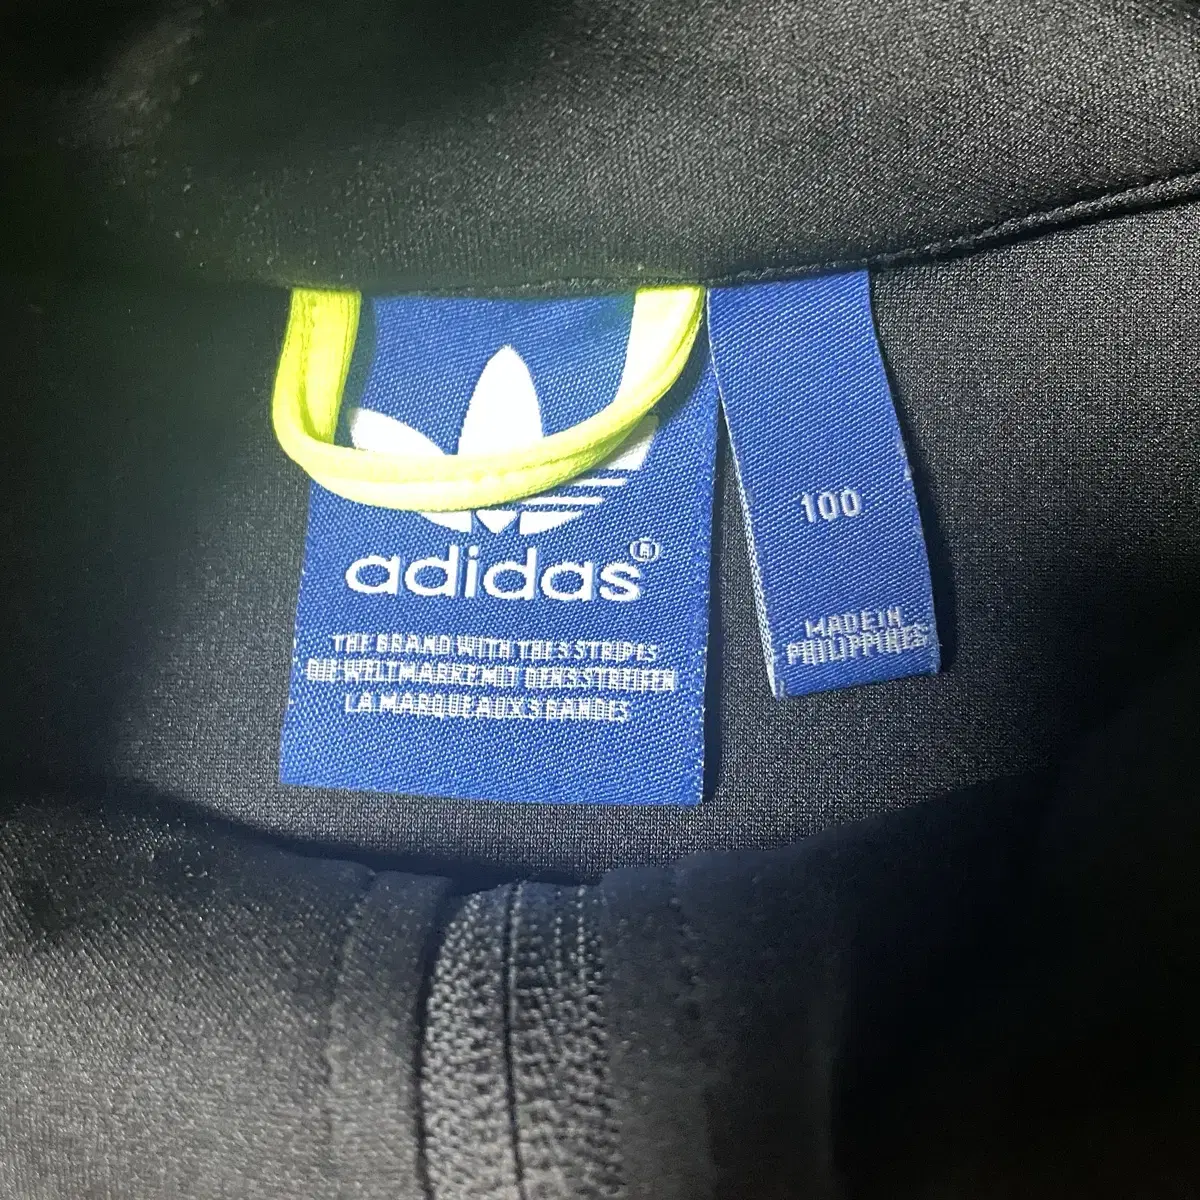 adidas®
THE BRAND WITH THE 3 STRIPES
DIE WELTMARKE MIT DEN 3 STREIFEN
LA MARQUE AUX 3 BANDES
100
MADE IN
PHILIPPINES